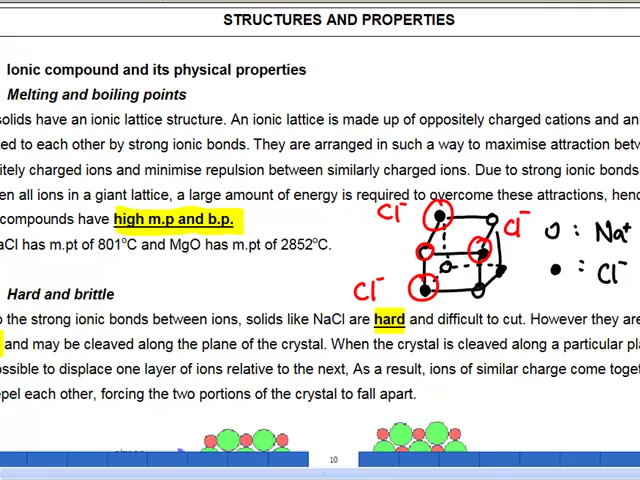 STRUCTURES AND PROPERTIES
Ionic compound and its physical properties
Melting and boiling points
solids have an ionic lattice structure. An ionic lattice is made up of oppositely charged cations and an
ted to each other by strong ionic bonds. They are arranged in such a way to maximise attraction betw
sitely charged ions and minimise repulsion between similarly charged ions. Due to strong ionic bonds
en all ions in a giant lattice, a large amount of energy is required to overcome these attractions, henc
compounds have high m.p and b.p.
aCl has m.pt of 801°C and MgO has m.pt of 2852°C.
Cl⁻
Cl⁻
Cl⁻
: Na⁺
: Cl⁻
Hard and brittle
o the strong ionic bonds between ions, solids like NaCl are hard and difficult to cut. However they are
and may be cleaved along the plane of the crystal. When the crystal is cleaved along a particular pla
ossible to displace one layer of ions relative to the next, As a result, ions of similar charge come toget
epel each other, forcing the two portions of the crystal to fall apart.
10